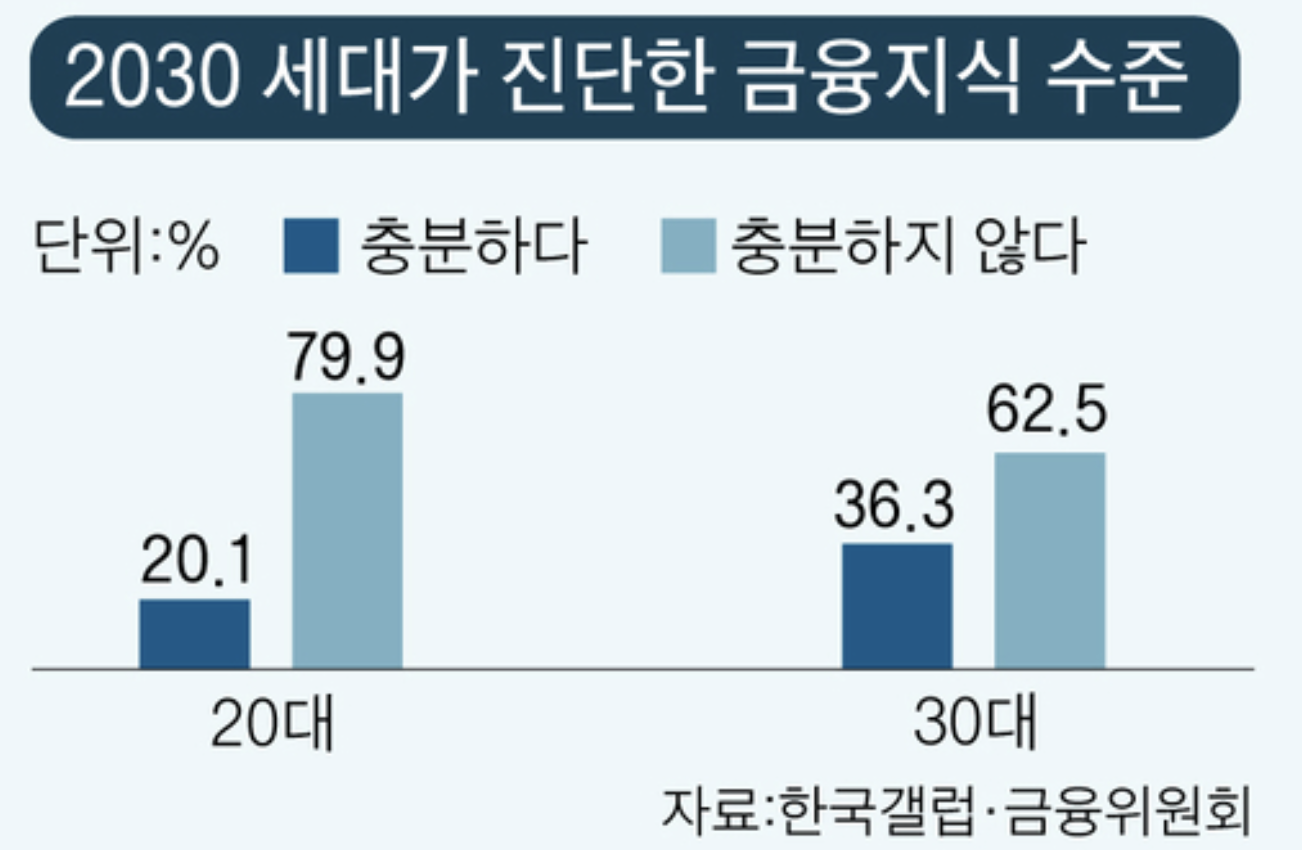 2030 세대가 진단한 금융지식 수준
단위:% 충분하다 충분하지 않다
79.9
62.5
36.3
20.1
20대 30대
자료:한국갤럽·금융위원회